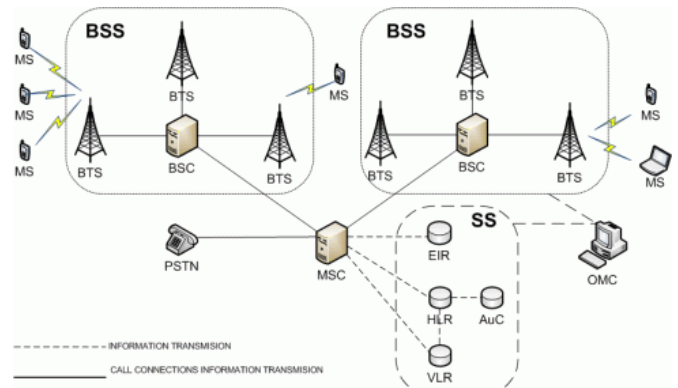 BSS
BSS
MS
MS
MS
BTS
BTS
BSC
BTS
MS
BTS
BTS
BSC
BTS
MS
MS
PSTN
MSC
SS
EIR
HLR
AuC
VLR
OMC
INFORMATION TRANSMISION
CALL CONNECTIONS INFORMATION TRANSMISION